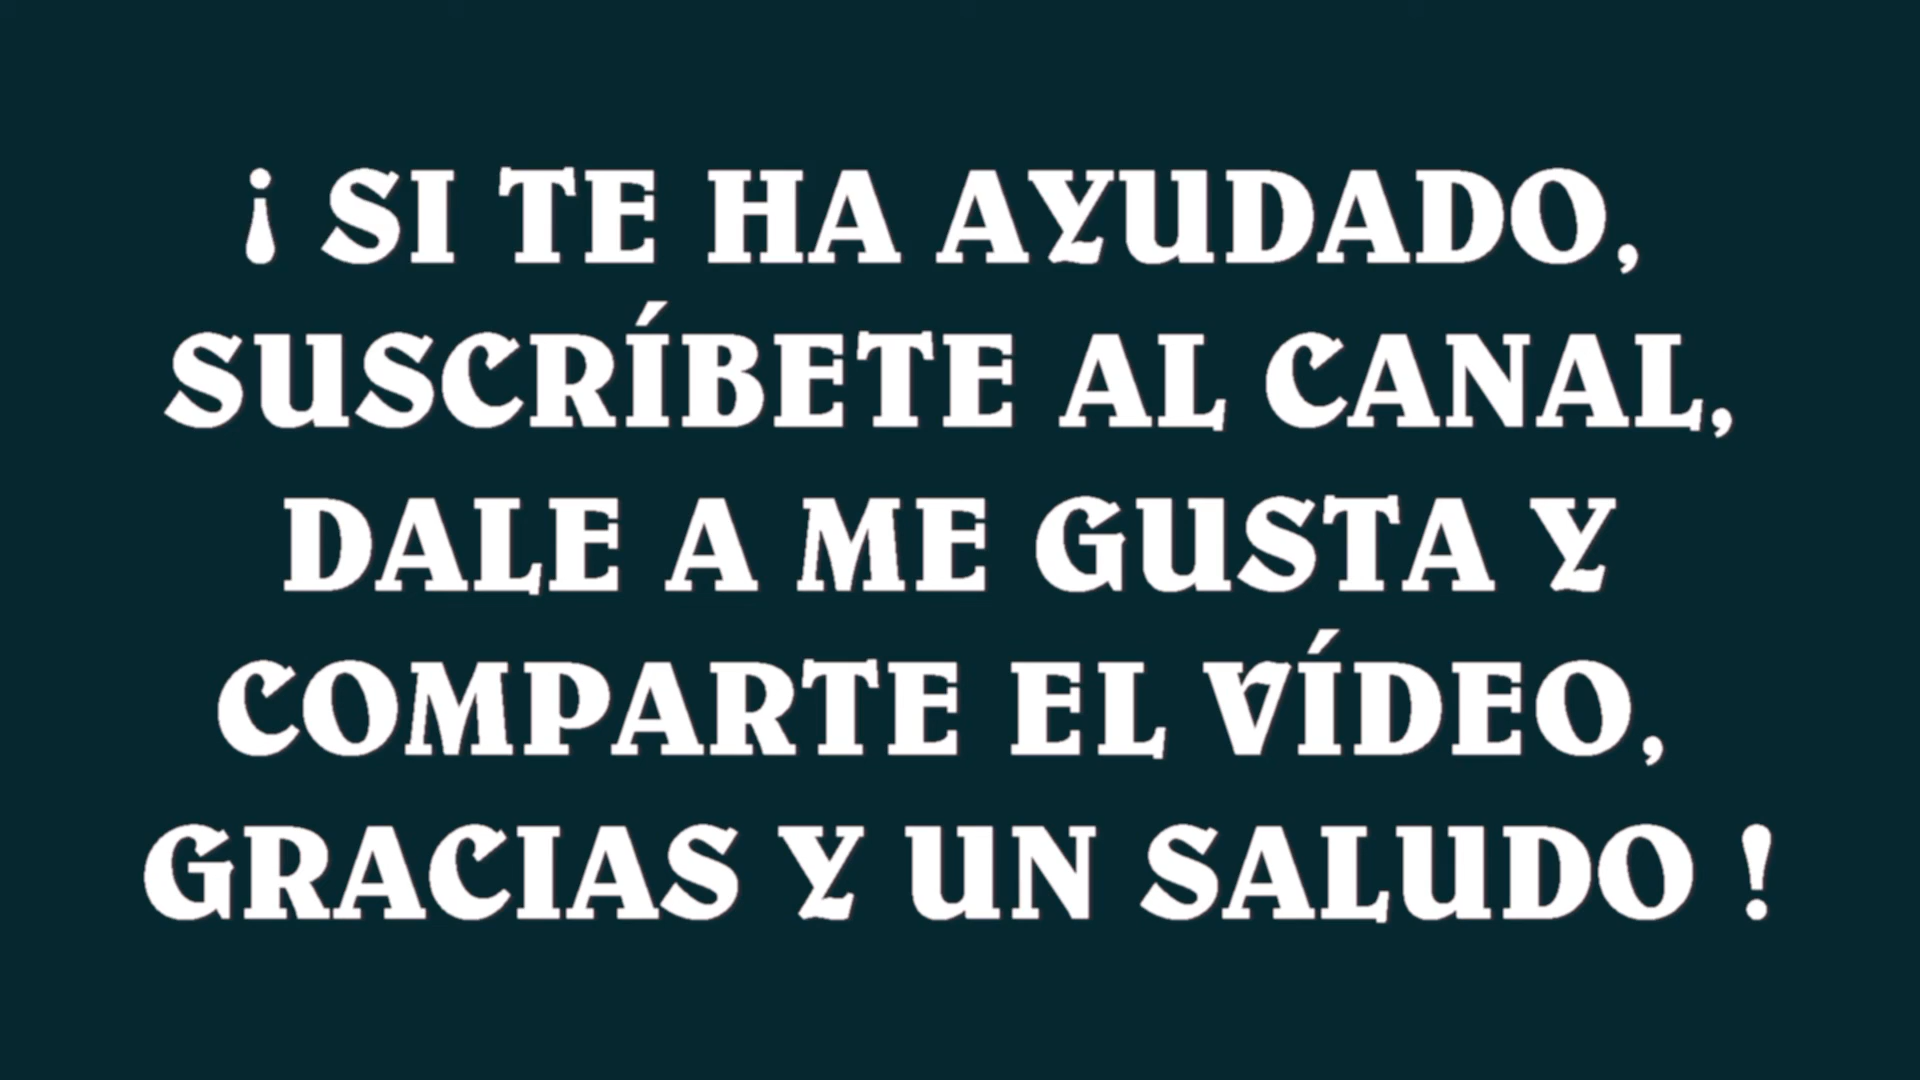 ¡ SI TE HA AYUDADO,
SUSCRÍBETE AL CANAL,
DALE A ME GUSTA Y
COMPARTE EL VÍDEO,
GRACIAS Y UN SALUDO !